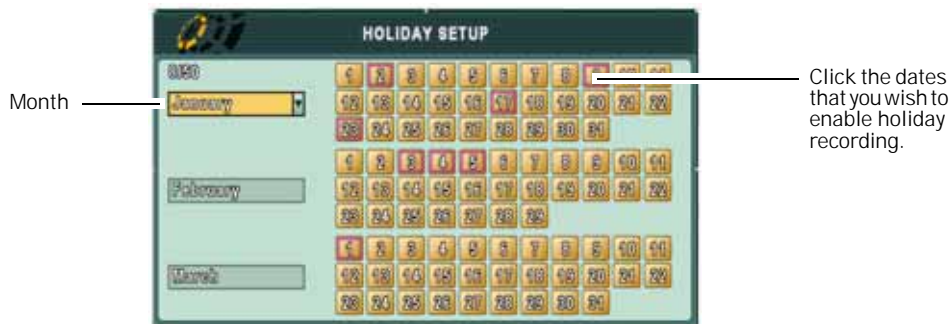 HOLIDAY SETUP
8/50
1 2 3 4 5 6 7 8 9 10 11
Month
January
12 13 14 15 16 17 18 19 20 21 22
23 24 25 26 27 28 29 30 31
Click the dates
that you wish to
enable holiday
recording.
1 2 3 4 5 6 7 8 9 10 11
February
12 13 14 15 16 17 18 19 20 21 22
23 24 25 26 27 28 29
1 2 3 4 5 6 7 8 9 10 11
March
12 13 14 15 16 17 18 19 20 21 22
23 24 25 26 27 28 29 30 31